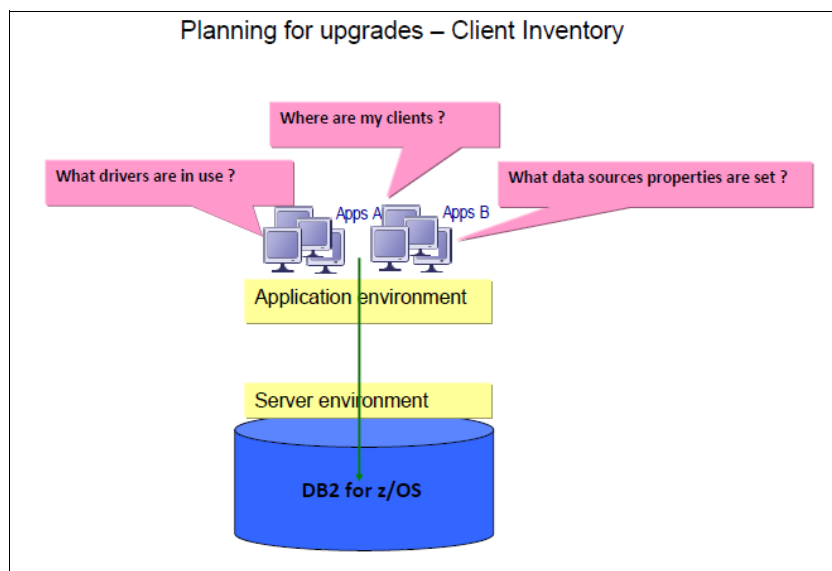 Planning for upgrades – Client Inventory
Where are my clients ?
What drivers are in use ?
What data sources properties are set ?
Apps A
Apps B
Application environment
Server environment
DB2 for z/OS